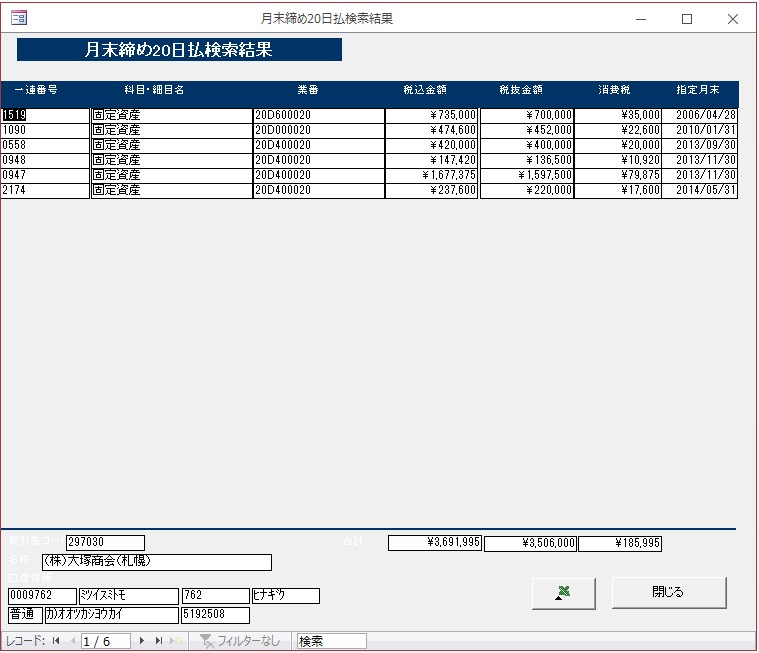 月末締め20日払検索結果
月末締め20日払検索結果
一連番号 科目・細目名 業番 税込金額 税抜金額 消費税 指定月末
1519 固定資産 20D600020 ¥735,000 ¥700,000 ¥35,000 2006/04/28
1090 固定資産 20D000020 ¥474,600 ¥452,000 ¥22,600 2010/01/31
0558 固定資産 20D400020 ¥420,000 ¥400,000 ¥20,000 2013/09/30
0948 固定資産 20D400020 ¥147,420 ¥136,500 ¥10,920 2013/11/30
0947 固定資産 20D400020 ¥1,677,375 ¥1,597,500 ¥79,875 2013/11/30
2174 固定資産 20D400020 ¥237,600 ¥220,000 ¥17,600 2014/05/31
取引先コード 297030 合計 ¥3,691,995 ¥3,506,000 ¥185,995
名称 (株)大塚商会(札幌)
口座情報
0009762 ﾐﾂｲｽﾐﾄﾓ 762 ﾋﾅｷﾞｸ
普通 ｶ)ｵｵﾂｶｼﾖｳｶｲ 5192508
閉じる
レコード: 1 / 6 フィルターなし 検索